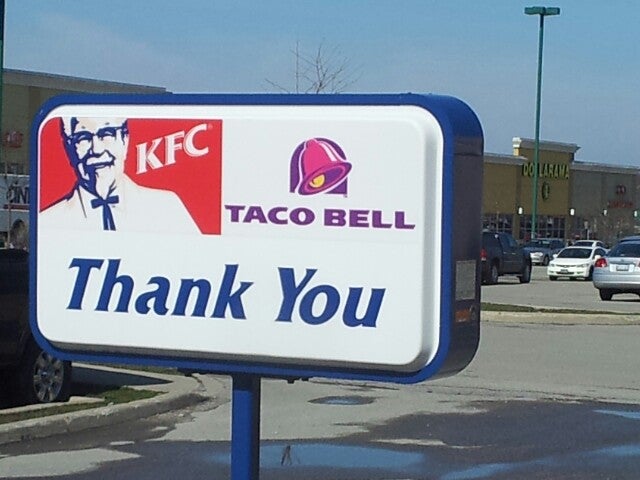 KFC
TACO BELL
Thank You
DOLLARAMA